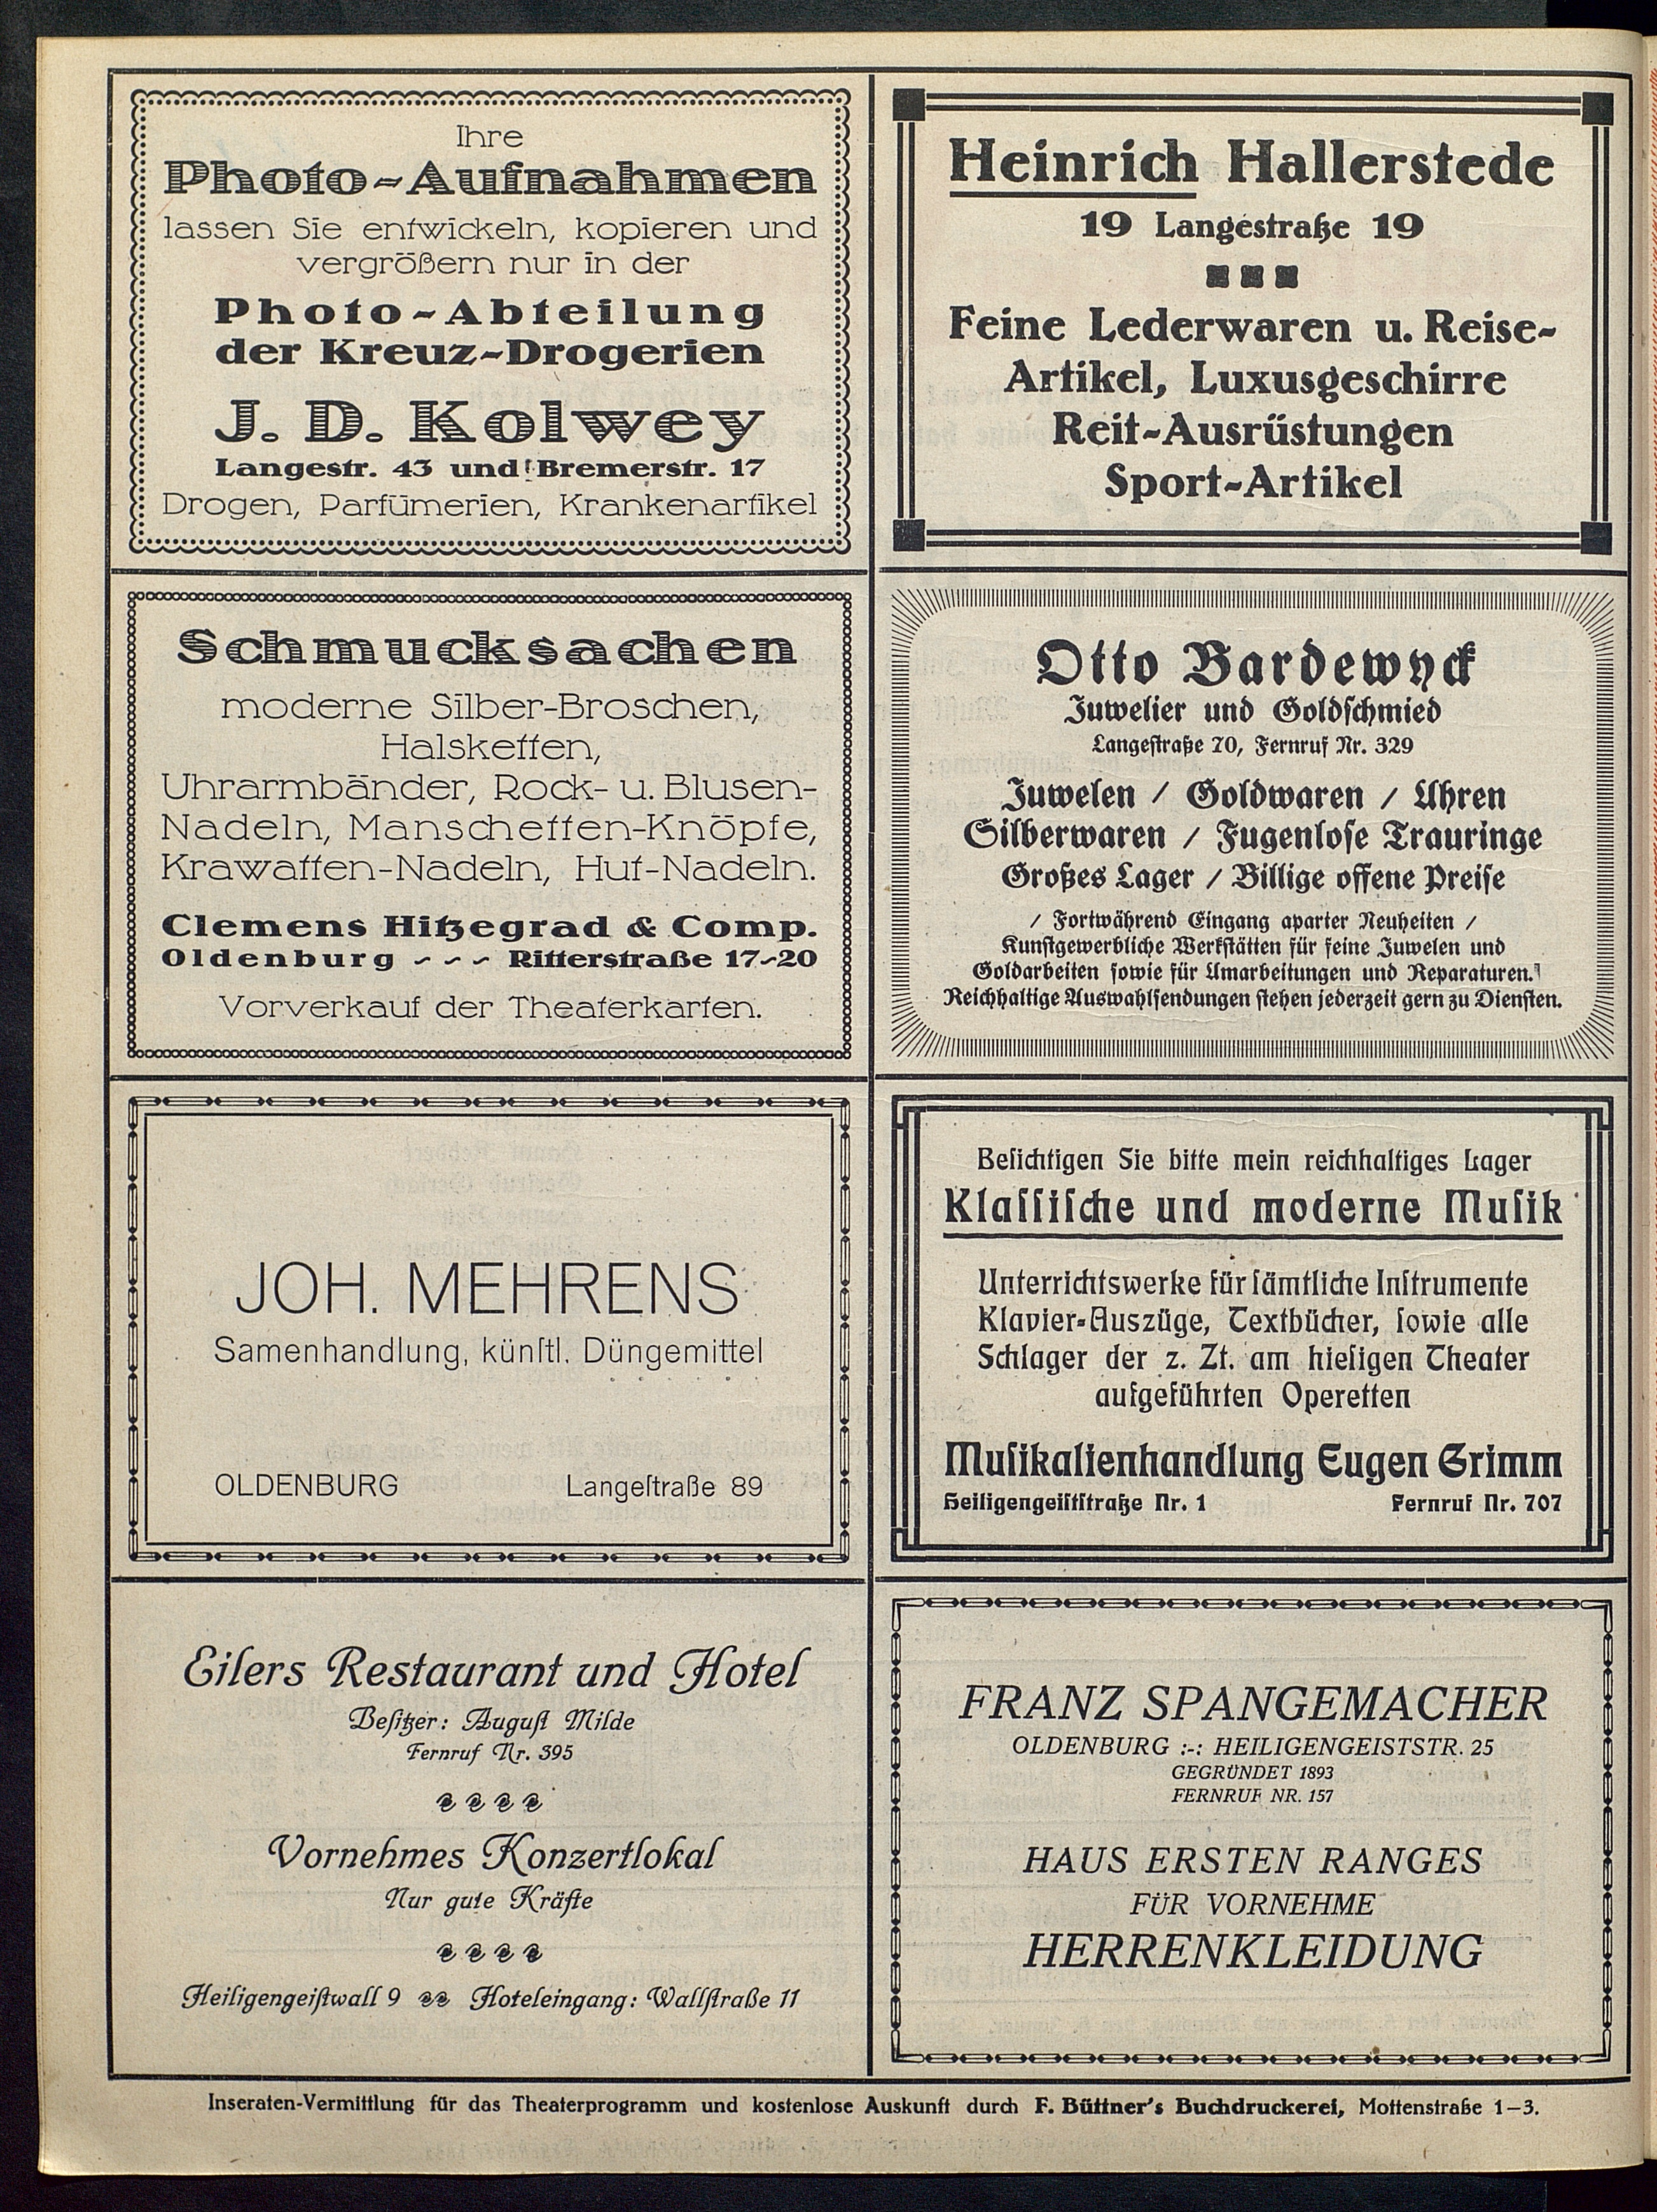 Ihre
Photo-Aufnahmen
lassen Sie entwickeln, kopieren und
vergrößern nur in der
Photo-Abteilung
der Kreuz-Drogerien
J. D. Kolwey
Langestr. 43 und Bremerstr. 17
Drogen, Parfümerien, Krankenartikel
Heinrich Hallerstede
19 Langestraße 19
Feine Lederwaren u. Reise-
Artikel, Luxusgeschirre
Reit-Ausrüstungen
Sport-Artikel
Schmucksachen
moderne Silber-Broschen,
Halsketten,
Uhrarmbänder, Rock- u. Blusen-
Nadeln, Manschetten-Knöpfe,
Krawatten-Nadeln, Hut-Nadeln.
Clemens Hitzegrad & Comp.
Oldenburg - - - Ritterstraße 17-20
Vorverkauf der Theaterkarten.
Otto Bardewyck
Juwelier und Goldſchmied
Langeſtraße 70, Fernruf Nr. 329
Juwelen / Goldwaren / Uhren
Silberwaren / Fugenloſe Trauringe
Großes Lager / Billige offene Preiſe
/ Fortwährend Eingang aparter Neuheiten /
Kunſtgewerbliche Werkſtätten für feine Juwelen und
Goldarbeiten ſowie für Umarbeitungen und Reparaturen.
Reichhaltige Auswahlſendungen ſtehen jederzeit gern zu Dienſten.
JOH. MEHRENS
Samenhandlung, künſtl. Düngemittel
OLDENBURG Langeſtraße 89
Beſichtigen Sie bitte mein reichhaltiges Lager
Klaſſiſche und moderne Muſik
Unterrichtswerke für ſämtliche Inſtrumente
Klavier-Auszüge, Textbücher, ſowie alle
Schlager der z. Zt. am hieſigen Theater
aufgeführten Operetten
Muſikalienhandlung Eugen Grimm
Heiligengeiſtſtraße Nr. 1 Fernruf Nr. 707
Eilers Restaurant und Hotel
Beſitzer: Auguſt Milde
Fernruf Nr. 395
Vornehmes Konzertlokal
Nur gute Kräfte
Heiligengeiſtwall 9 Hoteleingang: Wallſtraße 11
FRANZ SPANGEMACHER
OLDENBURG :-: HEILIGENGEISTSTR. 25
GEGRÜNDET 1893
FERNRUF NR. 157
HAUS ERSTEN RANGES
FÜR VORNEHME
HERRENKLEIDUNG
Inseraten-Vermittlung für das Theaterprogramm und kostenlose Auskunft durch F. Büttner's Buchdruckerei, Mottenstraße 1-3.